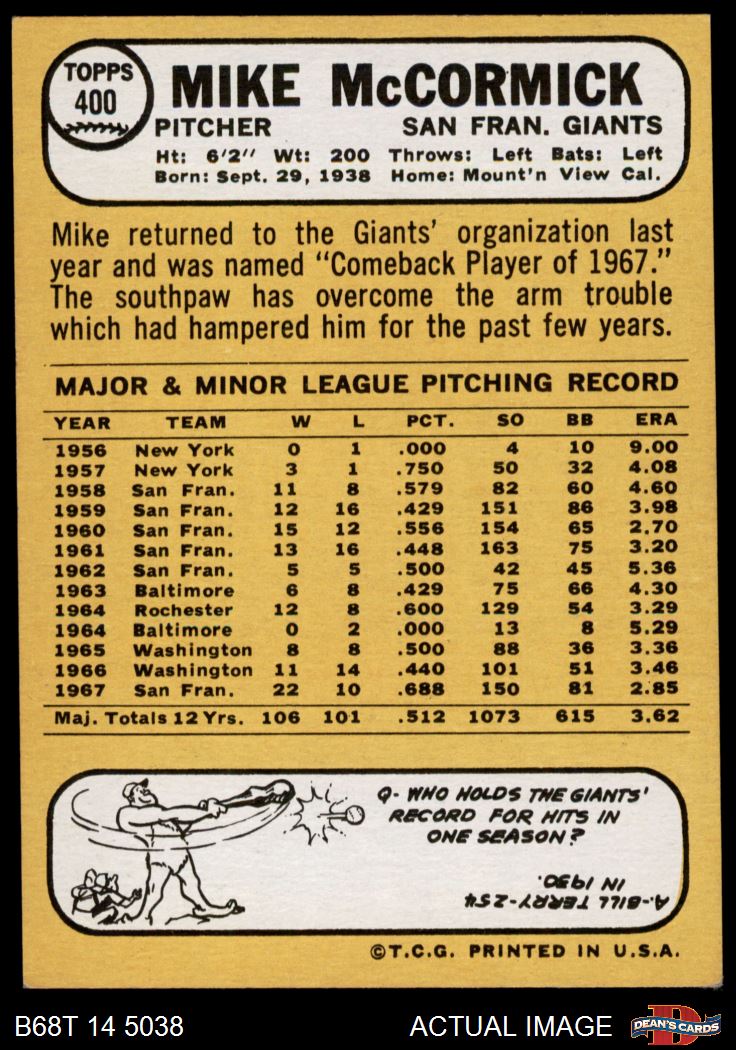 TOPPS
400
MIKE McCORMICK
PITCHER SAN FRAN. GIANTS
Ht: 6'2" Wt: 200 Throws: Left Bats: Left
Born: Sept. 29, 1938 Home: Mount'n View Cal.
Mike returned to the Giants' organization last
year and was named "Comeback Player of 1967."
The southpaw has overcome the arm trouble
which had hampered him for the past few years.
MAJOR & MINOR LEAGUE PITCHING RECORD
YEAR TEAM W L PCT. SO BB ERA
1956 New York 0 1 .000 4 10 9.00
1957 New York 3 1 .750 50 32 4.08
1958 San Fran. 11 8 .579 82 60 4.60
1959 San Fran. 12 16 .429 151 86 3.98
1960 San Fran. 15 12 .556 154 65 2.70
1961 San Fran. 13 16 .448 163 75 3.20
1962 San Fran. 5 5 .500 42 45 5.36
1963 Baltimore 6 8 .429 75 66 4.30
1964 Rochester 12 8 .600 129 54 3.29
1964 Baltimore 0 2 .000 13 8 5.29
1965 Washington 8 8 .500 88 36 3.36
1966 Washington 11 14 .440 101 51 3.46
1967 San Fran. 22 10 .688 150 81 2.85
Maj. Totals 12 Yrs. 106 101 .512 1073 615 3.62
Q- WHO HOLDS THE GIANTS'
RECORD FOR HITS IN
ONE SEASON?
A-BILL TERRY-254
IN 1930.
©T.C.G. PRINTED IN U.S.A.
B68T 14 5038 ACTUAL IMAGE DEAN'S CARDS